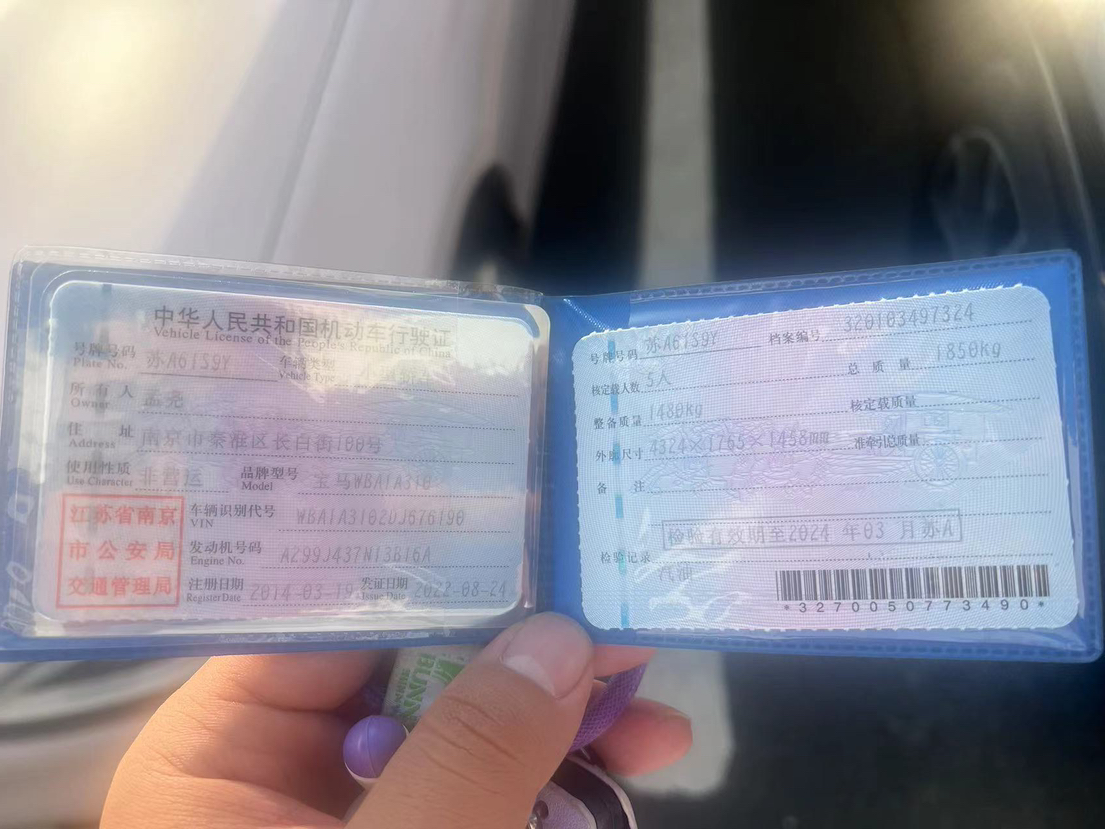 中华人民共和国机动车行驶证
Vehicle License of the People's Republic of China
号牌号码 苏A61S9Y 车辆类型
Plate No. Vehicle Type
所有人 孟亮
Owner
住址 南京市秦淮区长白街100号
Address
使用性质 非营运 品牌型号 宝马WBA1A310
Use Character Model
江苏省南京
市公安局
交通管理局
车辆识别代号 WBA1A3102DJ676190
VIN
发动机号码 A299J437N13B16A
Engine No.
注册日期 2014-03-19 发证日期 2022-08-24
Register Date Issue Date
号牌号码 苏A61S9Y 档案编号 320103497324
核定载人数 5人 总质量 1850kg
整备质量 1480kg 核定载质量
外廓尺寸 4324×1765×1458mm 准牵引总质量
备注
检验有效期至2024年03月苏A
检验记录
汽油
*3270050773490*